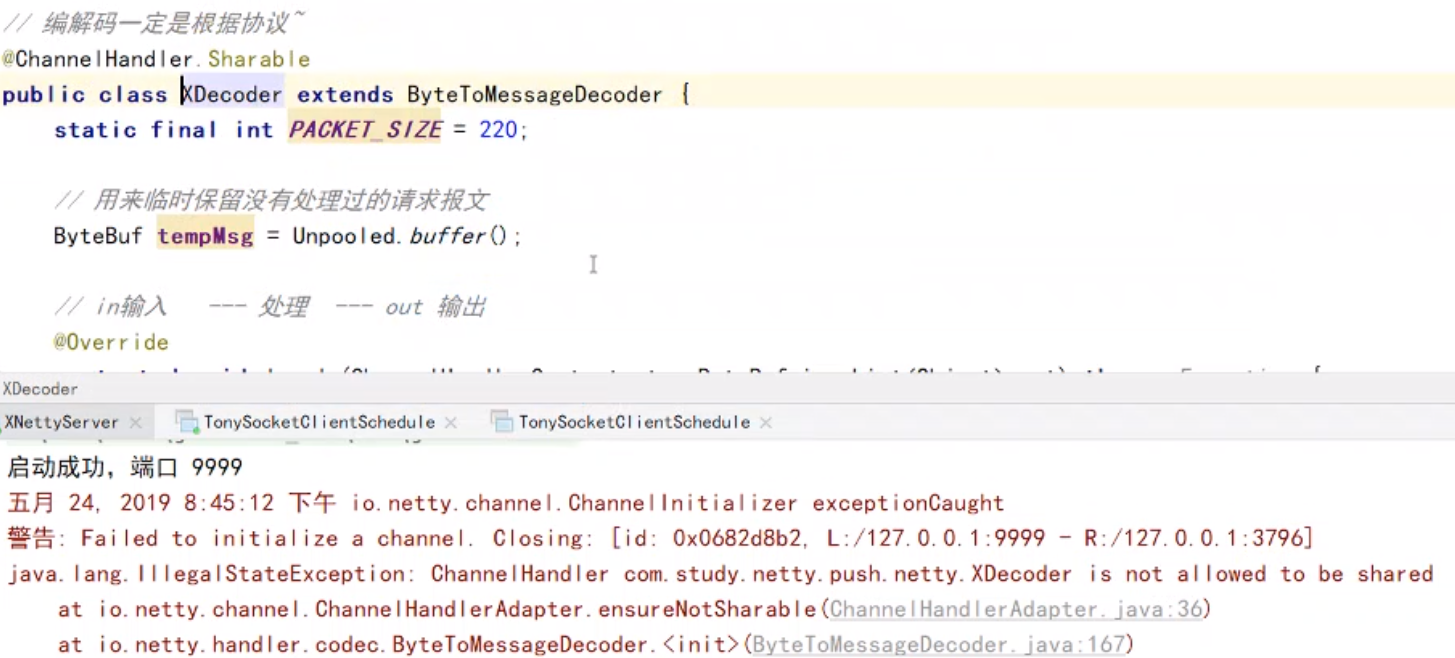 // 编解码一定是根据协议~
@ChannelHandler.Sharable
public class XDecoder extends ByteToMessageDecoder {
static final int PACKET_SIZE = 220;
// 用来临时保留没有处理过的请求报文
ByteBuf tempMsg = Unpooled.buffer();
// in输入 --- 处理 --- out 输出
@Override
XDecoder
XNettyServer × TonySocketClientSchedule × TonySocketClientSchedule ×
启动成功，端口 9999
五月 24, 2019 8:45:12 下午 io.netty.channel.ChannelInitializer exceptionCaught
警告: Failed to initialize a channel. Closing: [id: 0x0682d8b2, L:/127.0.0.1:9999 - R:/127.0.0.1:3796]
java.lang.IllegalStateException: ChannelHandler com.study.netty.push.netty.XDecoder is not allowed to be shared
at io.netty.channel.ChannelHandlerAdapter.ensureNotSharable(ChannelHandlerAdapter.java:36)
at io.netty.handler.codec.ByteToMessageDecoder.<init>(ByteToMessageDecoder.java:167)